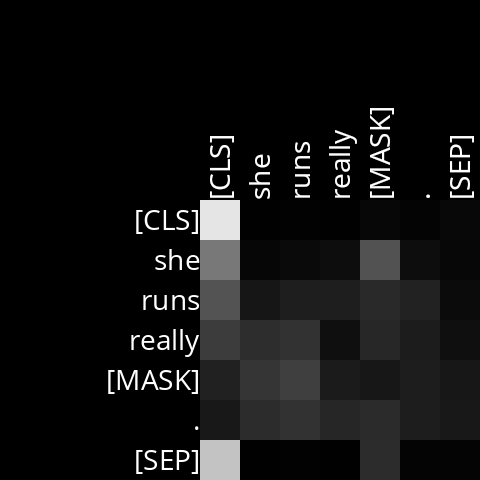 [CLS] she runs really [MASK] . [SEP]
[CLS]
she
runs
really
[MASK]
.
[SEP]